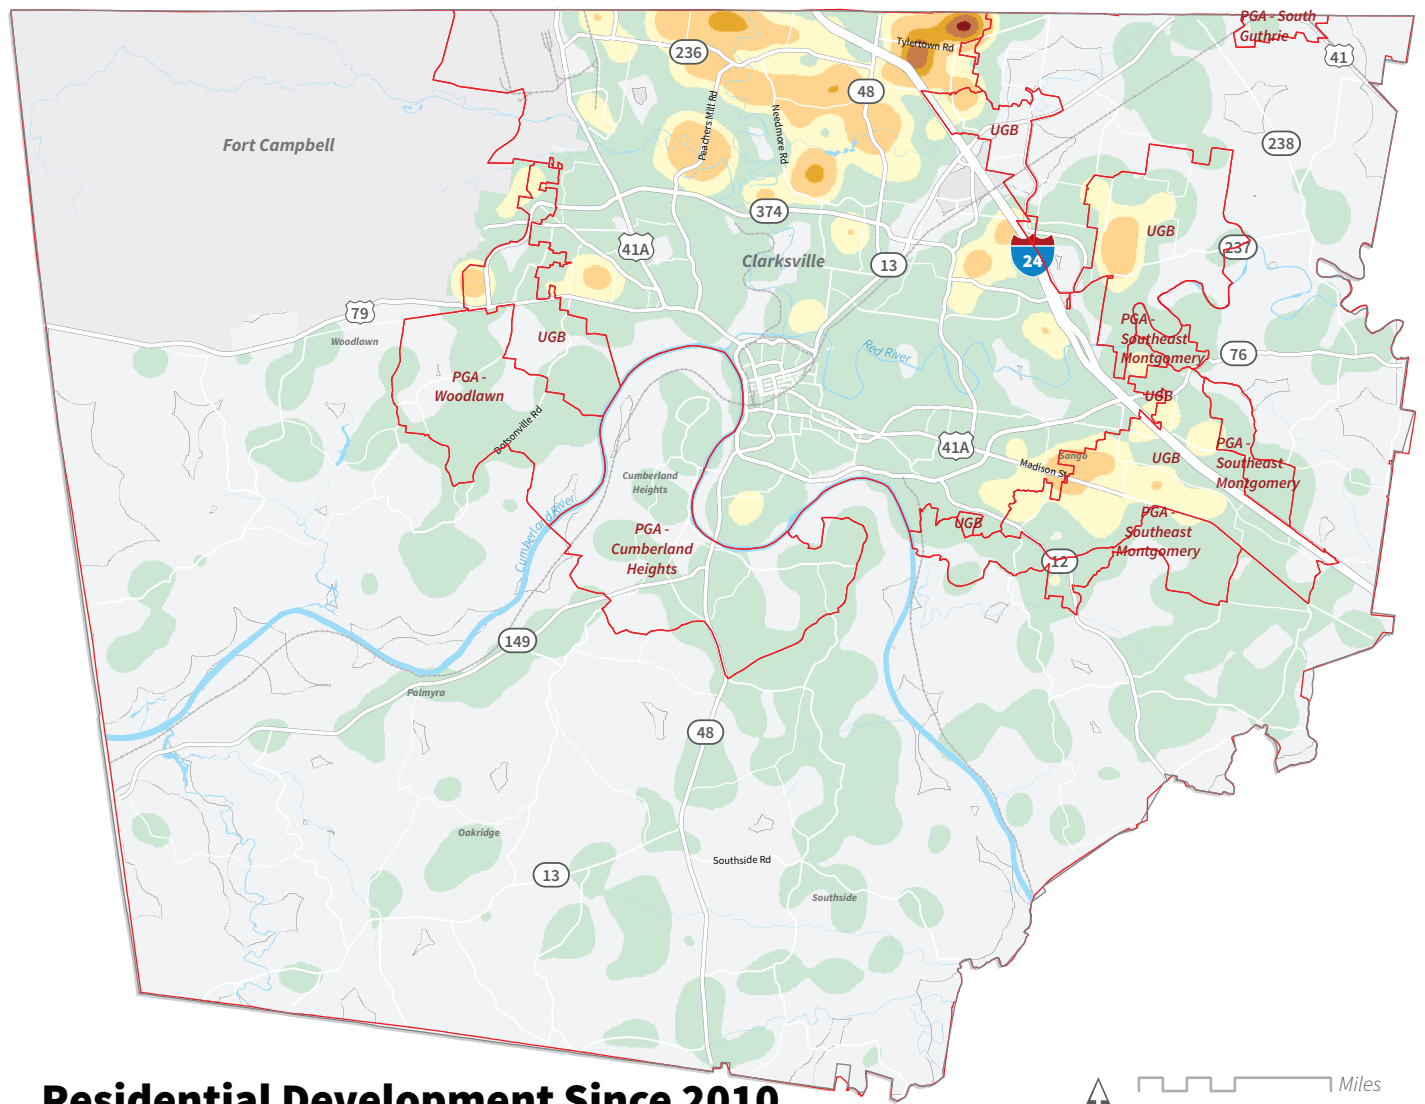 PGA - South
Guthrie
236
Tylertown Rd
41
48
Peachers Mill Rd
Needmore Rd
UGB
Fort Campbell
238
374
UGB
41A
237
Clarksville
13
24
79
PGA -
Southeast
Montgomery
Woodlawn
UGB
Red River
76
PGA -
Woodlawn
UGB
Dotsonville Rd
41A
PGA -
Southeast
Montgomery
Sango
UGB
Madison St
Cumberland
Heights
Cumberland River
PGA -
Cumberland
Heights
UGB
PGA -
Southeast
Montgomery
12
149
Palmyra
48
Oakridge
Southside Rd
13
Southside
Residential Development Since 2010
Miles